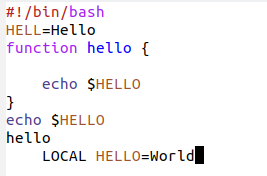 #!/bin/bash
HELL=Hello
function hello {
echo $HELLO
}
echo $HELLO
hello
LOCAL HELLO=World